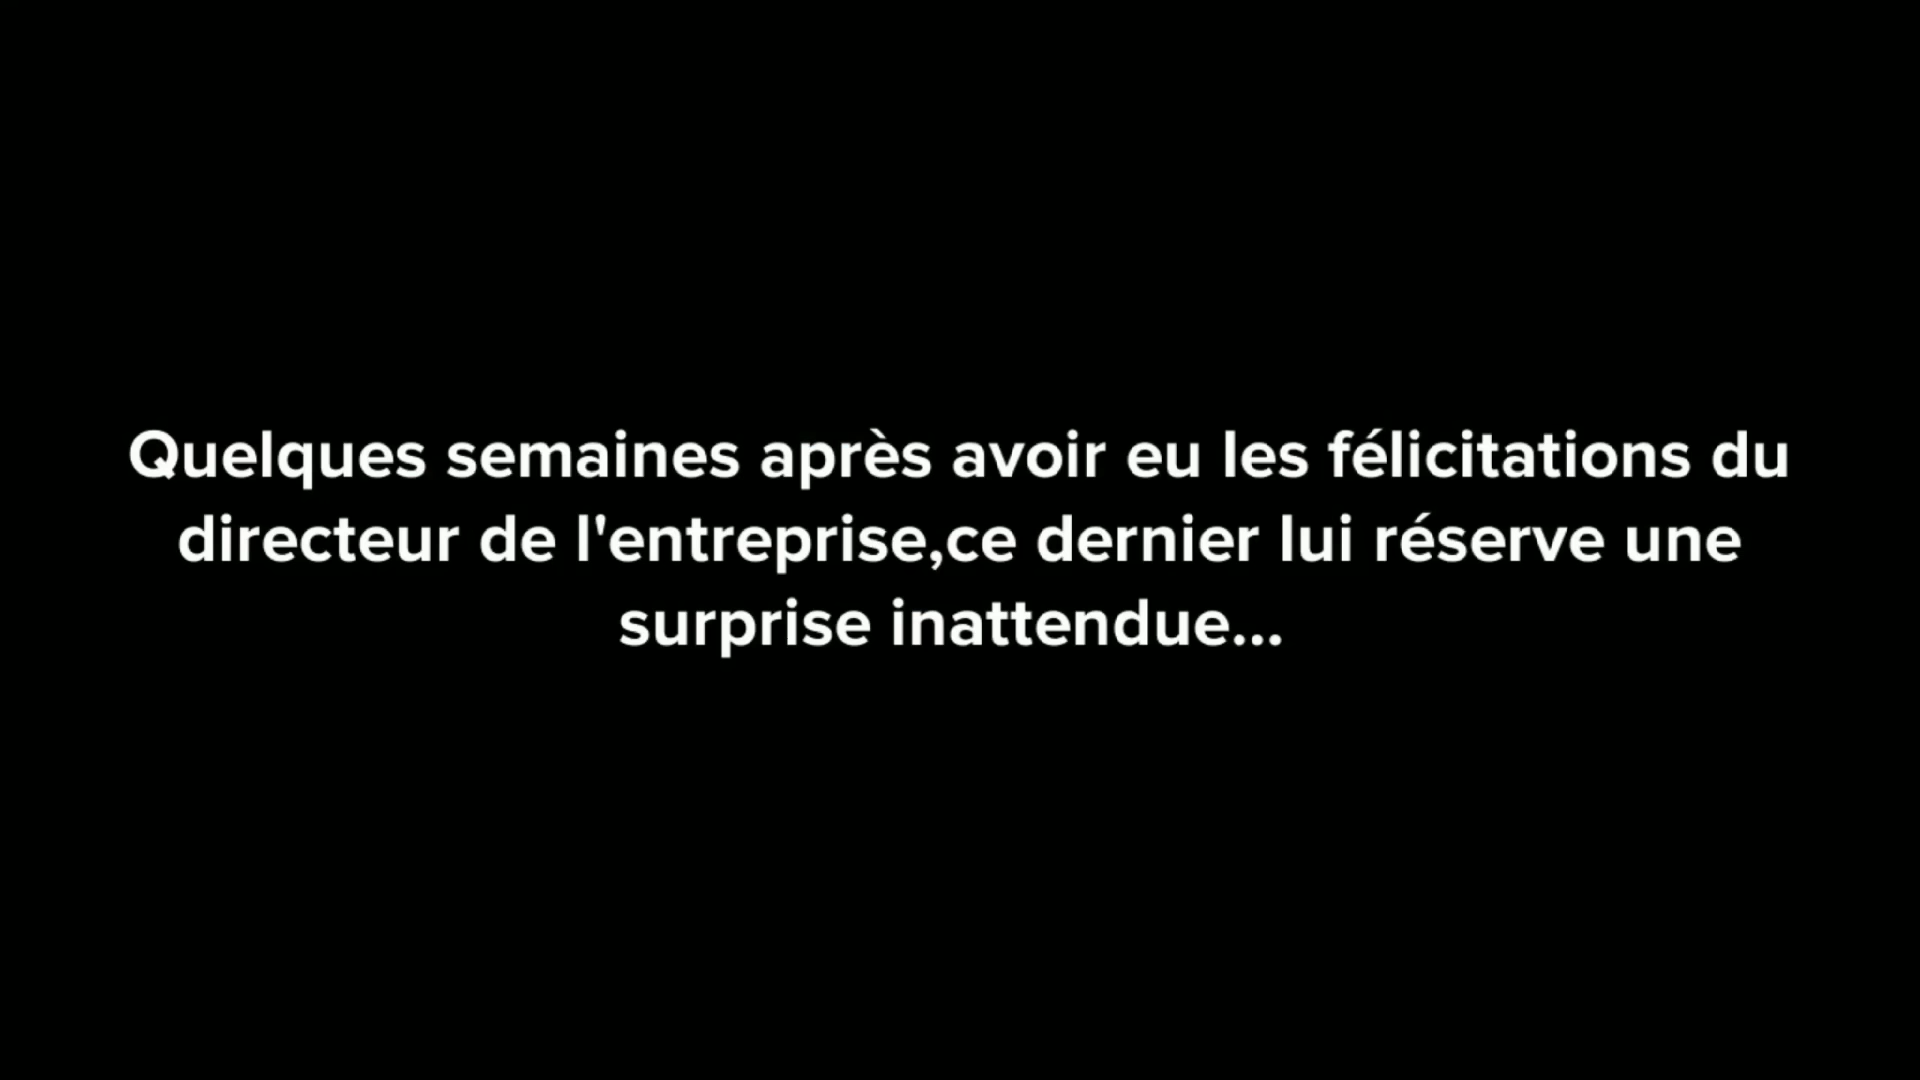 Quelques semaines après avoir eu les félicitations du
directeur de l'entreprise,ce dernier lui réserve une
surprise inattendue...